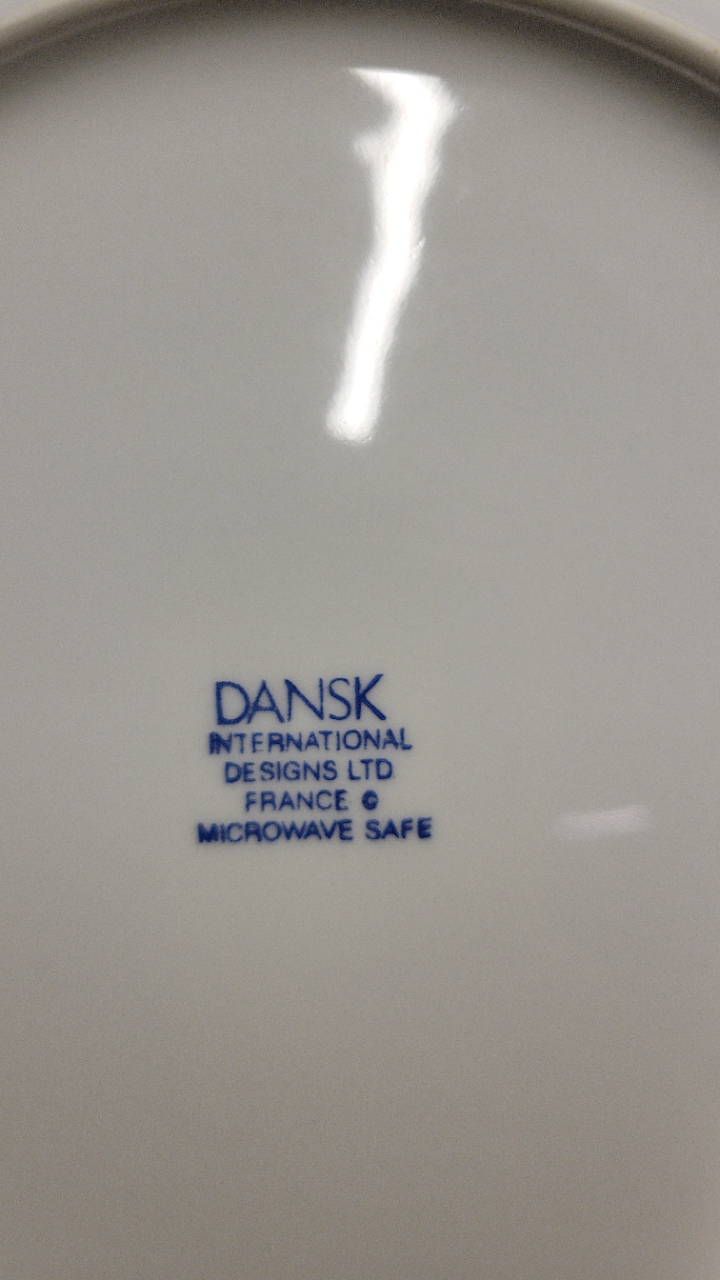 DANSK
INTERNATIONAL
DESIGNS LTD
FRANCE ©
MICROWAVE SAFE